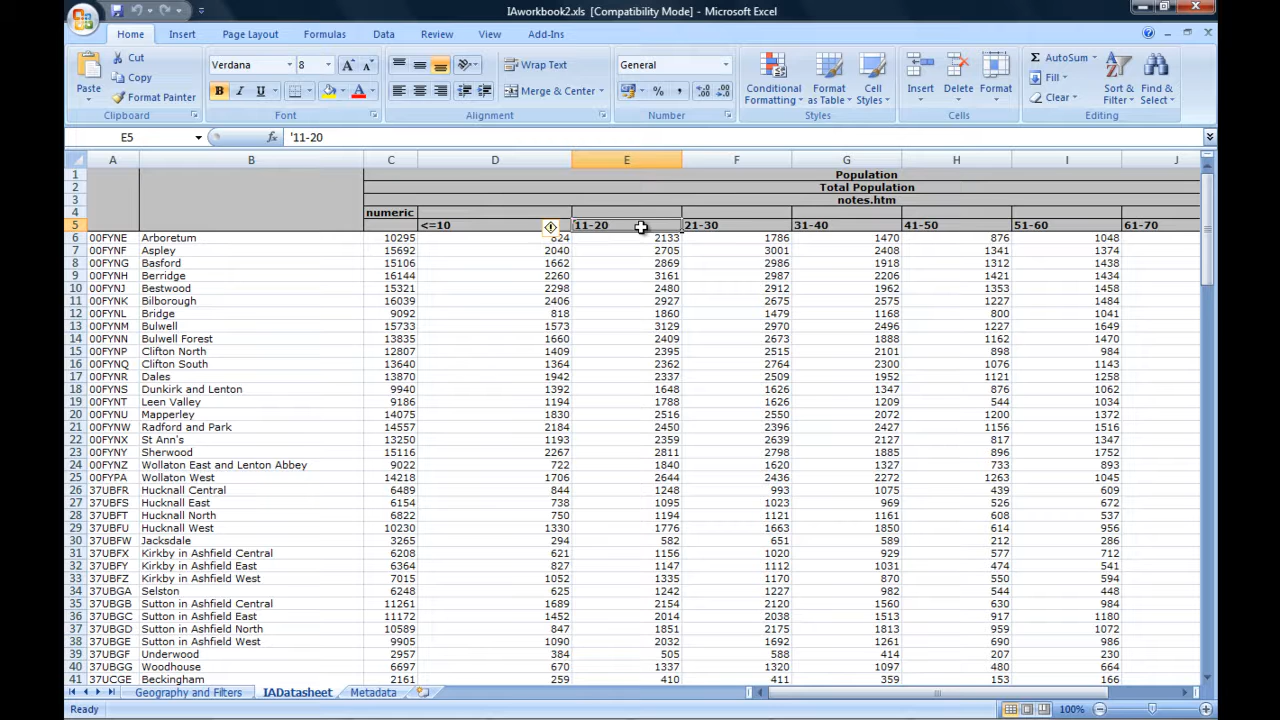 IAworkbook2.xls [Compatibility Mode] - Microsoft Excel
Home Insert Page Layout Formulas Data Review View Add-Ins
Paste Cut Copy Format Painter Clipboard
Verdana 8 B I U Font
Wrap Text Merge & Center Alignment
General % , Number
Conditional Formatting Format as Table Cell Styles Styles
Insert Delete Format Cells
Σ AutoSum Fill Clear Sort & Filter Find & Select Editing
E5 fx '11-20
A B C D E F G H I J
1 Population
2 Total Population
3 notes.htm
4 numeric
5 <=10 11-20 21-30 31-40 41-50 51-60 61-70
6 00FYNE Arboretum 10295 824 2133 1786 1470 876 1048
7 00FYNF Aspley 15692 2040 2705 3001 2408 1341 1374
8 00FYNG Basford 15106 1662 2869 2986 1918 1312 1438
9 00FYNH Berridge 16144 2260 3161 2987 2206 1421 1434
10 00FYNJ Bestwood 15321 2298 2480 2912 1962 1353 1512
11 00FYNK Bilborough 16039 2406 2927 2675 2575 1227 1484
12 00FYNL Bridge 9092 818 1860 1479 1168 800 1041
13 00FYNM Bulwell 15733 1573 3129 2970 2496 1227 1649
14 00FYNN Bulwell Forest 13835 1660 2409 2673 1888 1162 1470
15 00FYNP Clifton North 12807 1409 2395 2515 2101 898 984
16 00FYNQ Clifton South 13640 1364 2362 2764 2300 1076 1143
17 00FYNR Dales 13871 1942 2337 2509 1952 1121 1258
18 00FYNS Dunkirk and Lenton 9940 1392 1648 1626 1347 876 1062
19 00FYNT Leen Valley 9186 1194 1788 1626 1209 544 1034
20 00FYNU Mapperley 14075 1830 2516 2550 2072 1200 1372
21 00FYNW Radford and Park 14557 2184 2450 2396 2427 1156 1516
22 00FYNX St Ann's 13250 1193 2359 2639 2127 817 1347
23 00FYNY Sherwood 15116 2267 2811 2798 1885 896 1752
24 00FYNZ Wollaton East and Lenton Abbey 9022 722 1840 1620 1327 733 893
25 00FYPA Wollaton West 14218 1706 2644 2436 2272 1263 1045
26 37UBFR Hucknall Central 6489 844 1248 993 1075 439 609
27 37UBFS Hucknall East 6154 738 1095 1023 969 526 672
28 37UBFT Hucknall North 6822 750 1194 1121 1161 608 537
29 37UBFU Hucknall West 10230 1330 1776 1663 1850 614 956
30 37UBFW Jacksdale 3265 294 582 651 589 212 286
31 37UBFX Kirkby in Ashfield Central 6208 621 1156 1020 929 577 712
32 37UBFY Kirkby in Ashfield East 6364 827 1147 1112 1031 474 541
33 37UBFZ Kirkby in Ashfield West 7015 1052 1335 1170 870 550 594
34 37UBGA Selston 6248 625 1242 1227 982 544 448
35 37UBGB Sutton in Ashfield Central 11261 1689 2154 2120 1560 630 984
36 37UBGC Sutton in Ashfield East 11172 1452 2014 2038 1513 917 1180
37 37UBGD Sutton in Ashfield North 10589 847 1851 2175 1813 959 1072
38 37UBGE Sutton in Ashfield West 9905 1090 2032 1692 1261 690 986
39 37UBGF Underwood 2957 384 505 588 414 207 230
40 37UBGG Woodhouse 6697 670 1337 1320 1097 480 664
41 37UCGE Beckingham 2161 259 410 411 359 153 166
Geography and Filters IADatasheet Metadata
Ready 100%